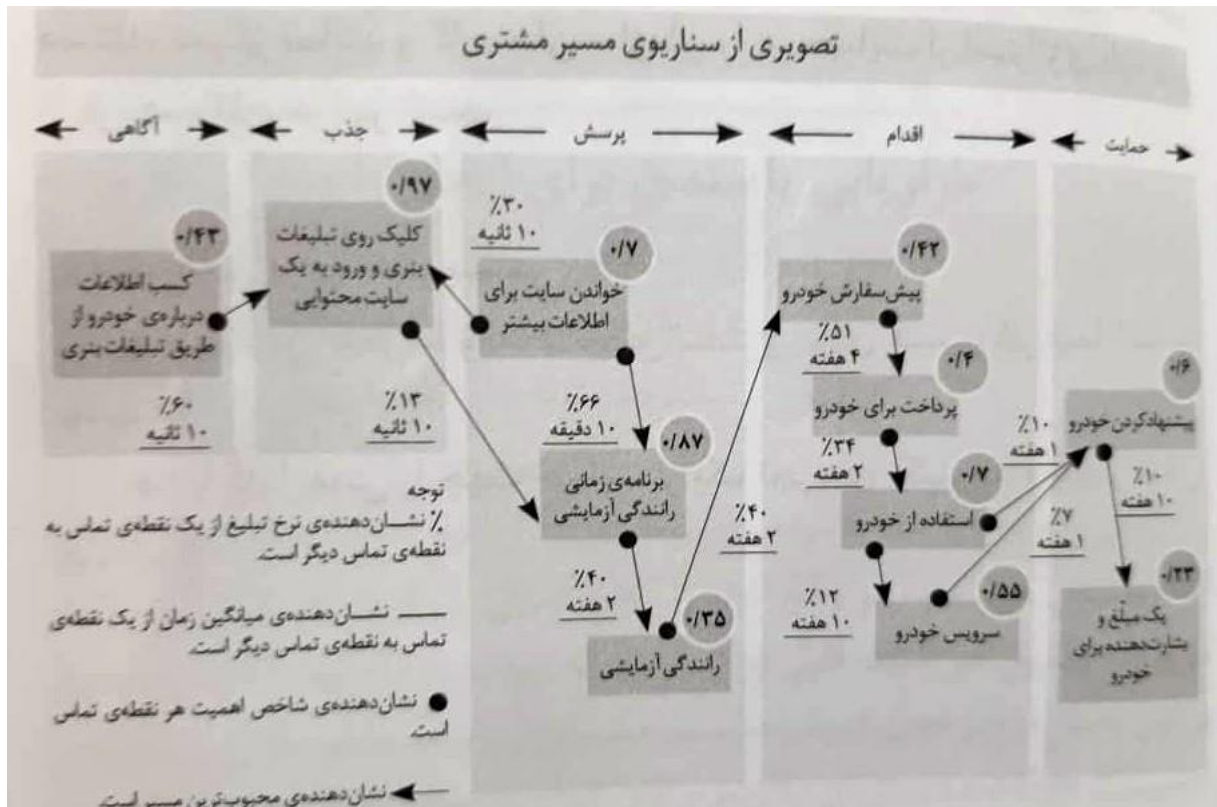 تصویری از سناریوی مسیر مشتری
آگاهی
جذب
پرسش
اقدام
حمایت
۰/۴۳
کسب اطلاعات
درباره‌ی خودرو از
طریق تبلیغات بنری
٪۶۰
۱۰ ثانیه
۰/۹۷
کلیک روی تبلیغات
بنری و ورود به یک
سایت محتوایی
٪۱۳
۱۰ ثانیه
٪۳۰
۱۰ ثانیه
۰/۷
خواندن سایت برای
اطلاعات بیشتر
٪۶۶
۱۰ دقیقه
۰/۸۷
برنامه‌ی زمانی
رانندگی آزمایشی
٪۴۰
۲ هفته
۰/۳۵
رانندگی آزمایشی
٪۴۰
۲ هفته
۰/۴۲
پیش‌سفارش خودرو
٪۵۱
۴ هفته
۰/۴
پرداخت برای خودرو
٪۳۴
۲ هفته
۰/۷
استفاده از خودرو
٪۱۲
۱۰ هفته
۰/۵۵
سرویس خودرو
٪۱۰
۱ هفته
٪۷
۱ هفته
۰/۶
پیشنهاد کردن خودرو
٪۱۰
۱۰ هفته
۰/۲۳
یک مبلّغ و
بشارت‌دهنده برای
خودرو
توجه
٪ نشان‌دهنده‌ی نرخ تبلیغ از یک نقطه‌ی تماس به
نقطه‌ی تماس دیگر است.
نشان‌دهنده‌ی میانگین زمان از یک نقطه‌ی
تماس به نقطه‌ی تماس دیگر است.
نشان‌دهنده‌ی شاخص اهمیت هر نقطه‌ی تماس
است.
نشان‌دهنده‌ی محبوب‌ترین مسیر است.